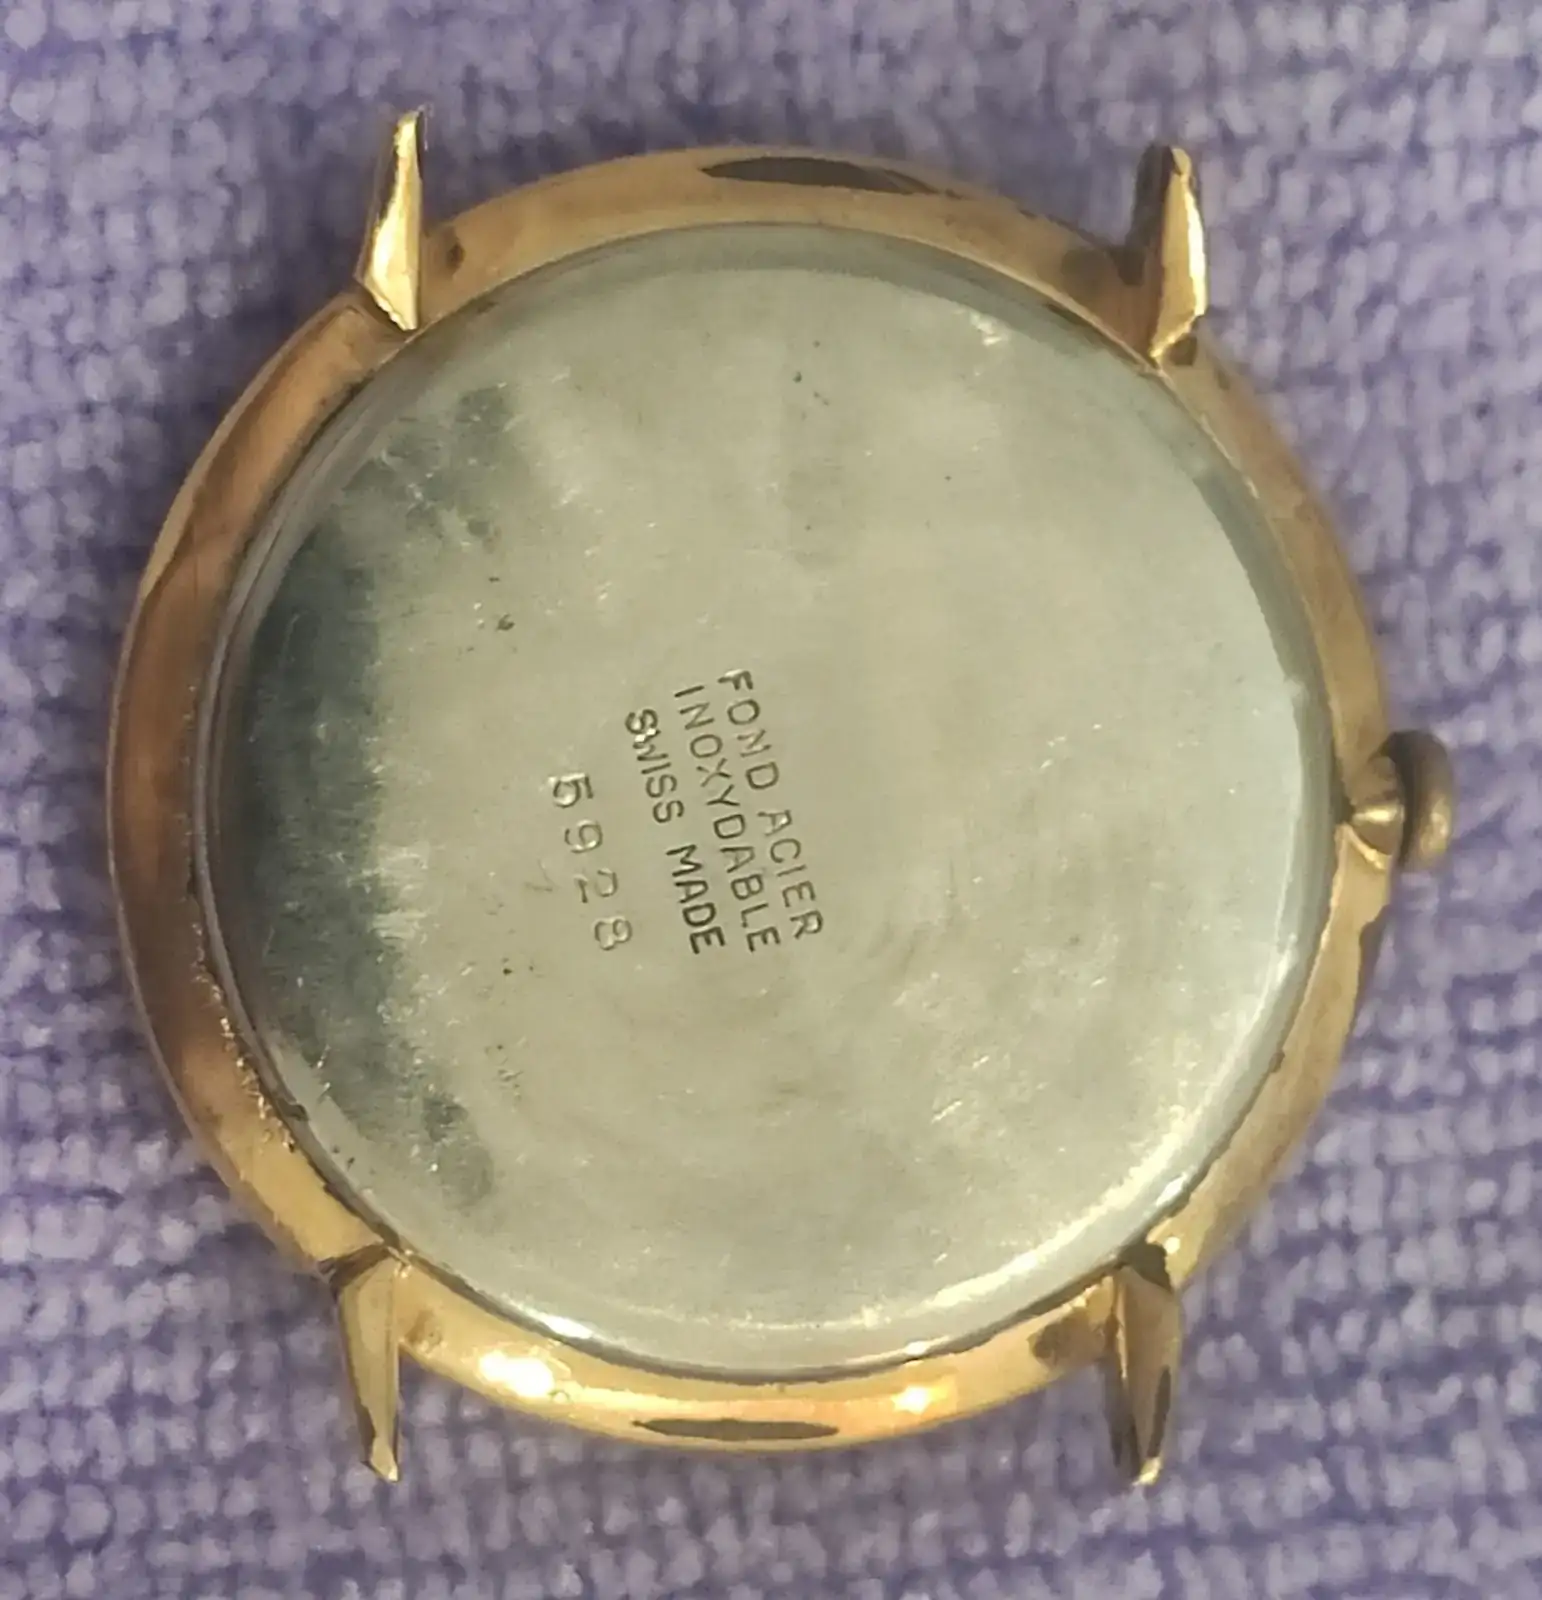 FOND ACIER
INOXYDABLE
SWISS MADE
5928